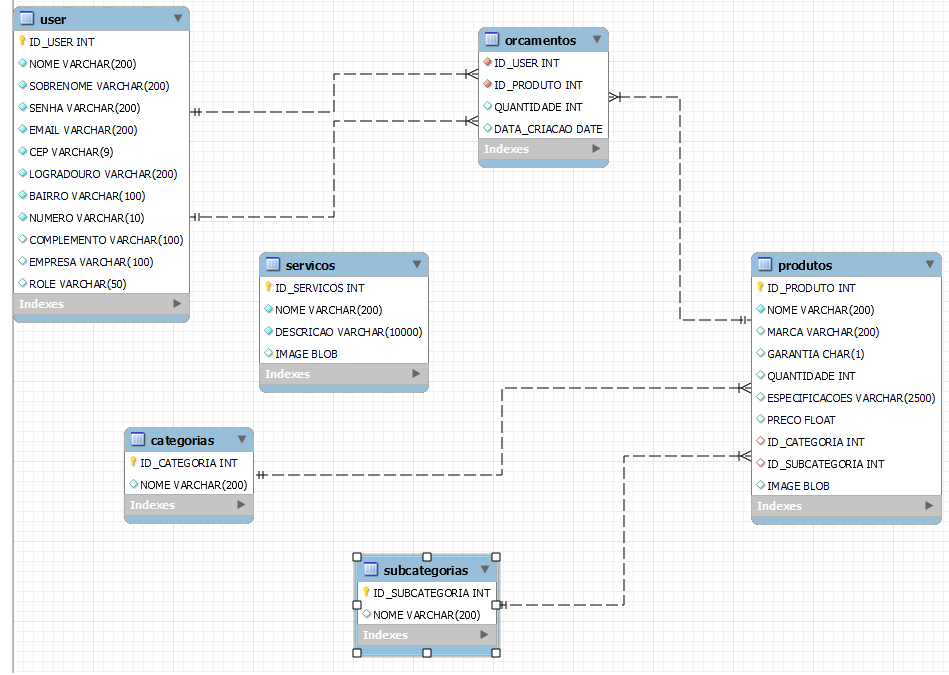 user
ID_USER INT
NOME VARCHAR(200)
SOBRENOME VARCHAR(200)
SENHA VARCHAR(200)
EMAIL VARCHAR(200)
CEP VARCHAR(9)
LOGRADOURO VARCHAR(200)
BAIRRO VARCHAR(100)
NUMERO VARCHAR(10)
COMPLEMENTO VARCHAR(100)
EMPRESA VARCHAR(100)
ROLE VARCHAR(50)
Indexes
orcamentos
ID_USER INT
ID_PRODUTO INT
QUANTIDADE INT
DATA_CRIACAO DATE
Indexes
servicos
ID_SERVICOS INT
NOME VARCHAR(200)
DESCRICAO VARCHAR(10000)
IMAGE BLOB
Indexes
produtos
ID_PRODUTO INT
NOME VARCHAR(200)
MARCA VARCHAR(200)
GARANTIA CHAR(1)
QUANTIDADE INT
ESPECIFICACOES VARCHAR(2500)
PRECO FLOAT
ID_CATEGORIA INT
ID_SUBCATEGORIA INT
IMAGE BLOB
Indexes
categorias
ID_CATEGORIA INT
NOME VARCHAR(200)
Indexes
subcategorias
ID_SUBCATEGORIA INT
NOME VARCHAR(200)
Indexes